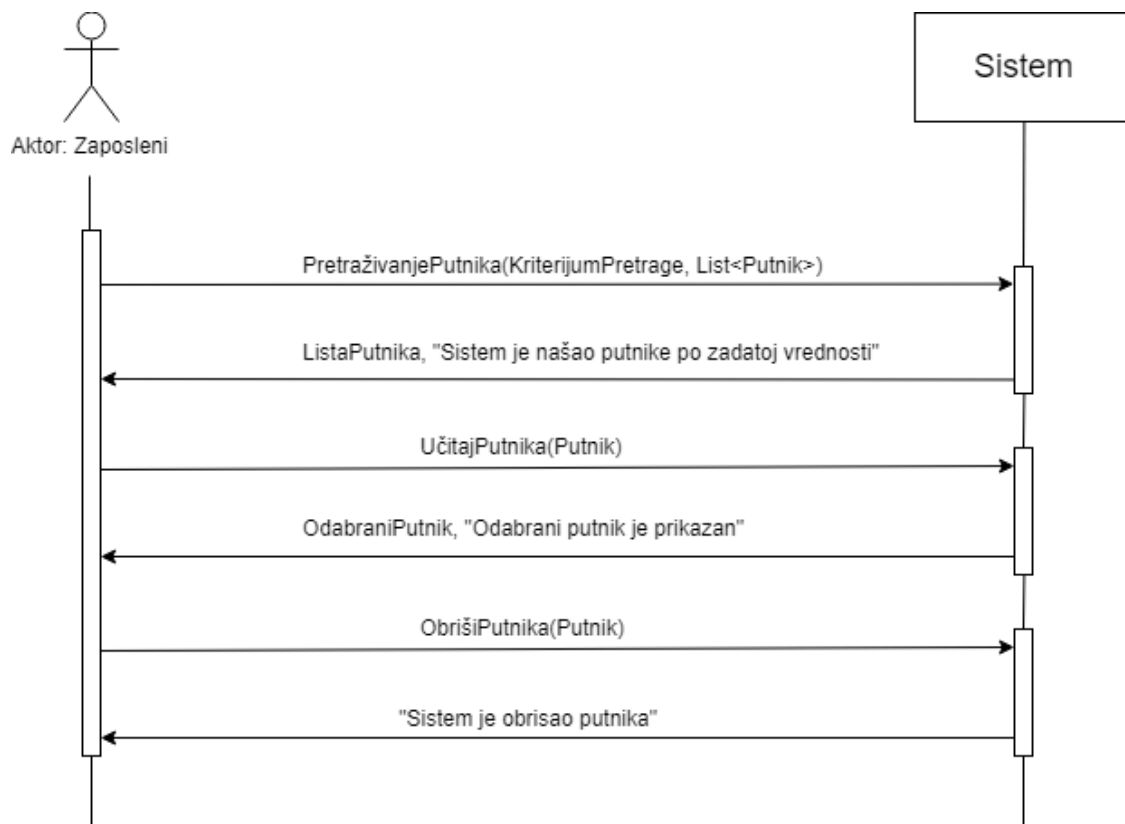 Sistem
Aktor: Zaposleni
PretraživanjePutnika(KriterijumPretrage, List<Putnik>)
ListaPutnika, "Sistem je našao putnike po zadatoj vrednosti"
UčitajPutnika(Putnik)
OdabraniPutnik, "Odabrani putnik je prikazan"
ObrišiPutnika(Putnik)
"Sistem je obrisao putnika"